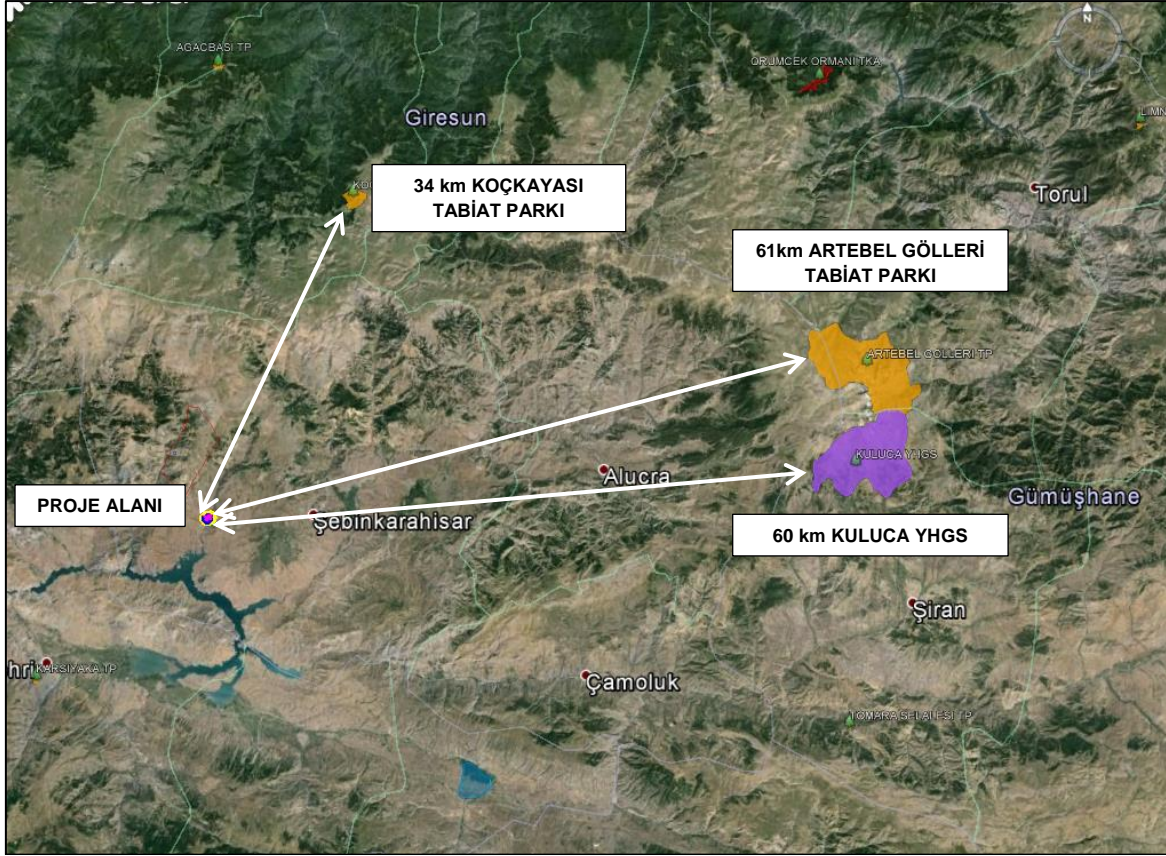 AGACBASI TP
ORUMCEK ORMANI TKA
Giresun
34 km KOÇKAYASI
TABİAT PARKI
Torul
61km ARTEBEL GÖLLERİ
TABİAT PARKI
ARTEBEL GOLLERI TP
KULUCA YHGS
Alucra
Gümüşhane
PROJE ALANI
Şebinkarahisar
60 km KULUCA YHGS
Şiran
KARSIYAKA TP
Çamoluk
TOMARA SELALESI TP
N